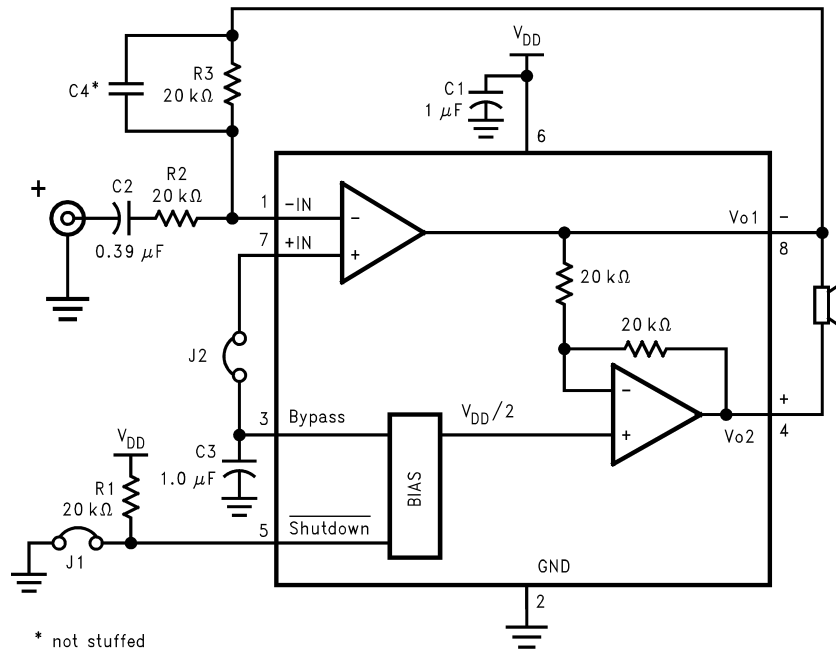 V_DD
C4*
R3
20 kΩ
C1
1 μF
6
+
C2
R2
20 kΩ
0.39 μF
1
-IN
7
+IN
-
+
Vo1
-
8
20 kΩ
20 kΩ
J2
3
Bypass
V_DD/2
-
+
+
Vo2
4
C3
1.0 μF
BIAS
V_DD
R1
20 kΩ
5
Shutdown
J1
GND
2
* not stuffed